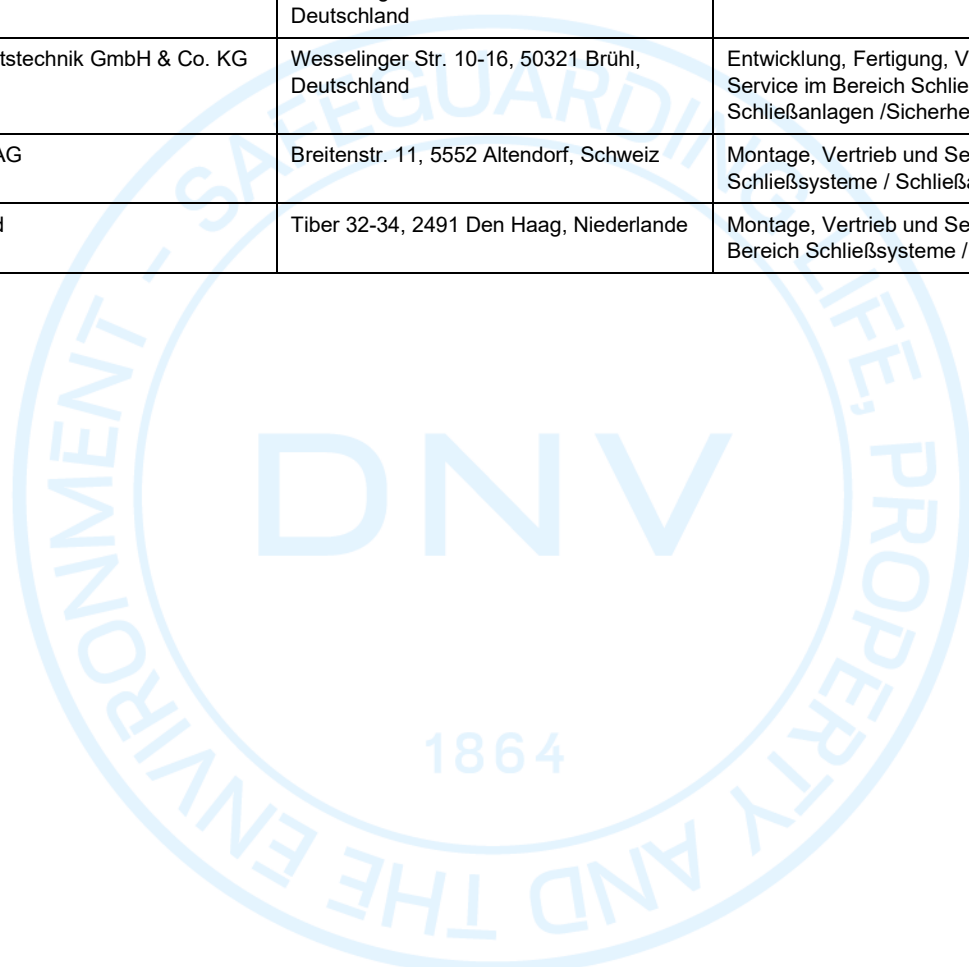 Deutschland
tstechnik GmbH & Co. KG
Wesselinger Str. 10-16, 50321 Brühl,
Deutschland
Entwicklung, Fertigung, V
Service im Bereich Schlie
Schließanlagen /Sicherhe
AG
Breitenstr. 11, 5552 Altendorf, Schweiz
Montage, Vertrieb und Se
Schließsysteme / Schließa
d
Tiber 32-34, 2491 Den Haag, Niederlande
Montage, Vertrieb und Se
Bereich Schließsysteme /
SAFEGUARDING LIFE, PROPERTY AND THE ENVIRONMENT –
DNV
1864